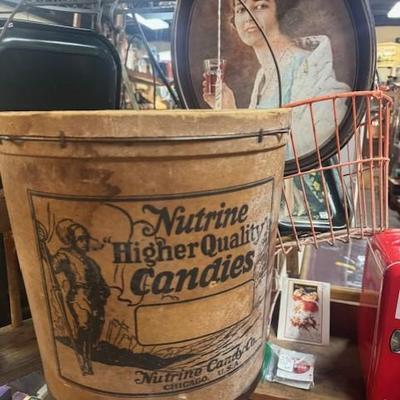 Nutrine
"Higher Quality"
Candies
Nutrine Candy Co.
CHICAGO, U.S.A.